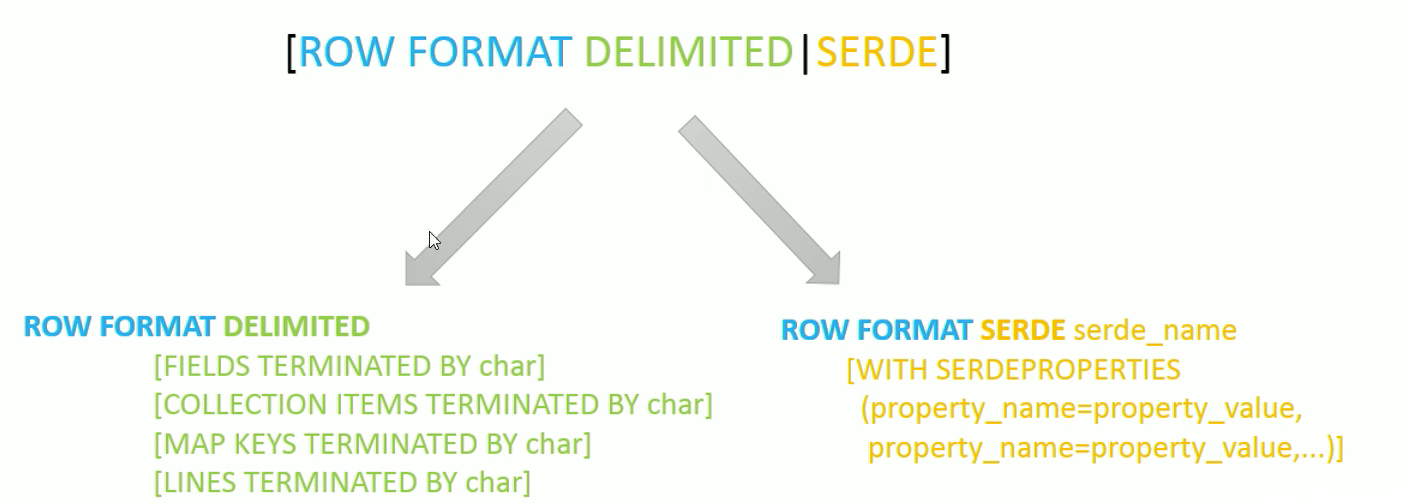 [ROW FORMAT DELIMITED|SERDE]
ROW FORMAT DELIMITED
[FIELDS TERMINATED BY char]
[COLLECTION ITEMS TERMINATED BY char]
[MAP KEYS TERMINATED BY char]
[LINES TERMINATED BY char]
ROW FORMAT SERDE serde_name
[WITH SERDEPROPERTIES
(property_name=property_value,
property_name=property_value,...)]